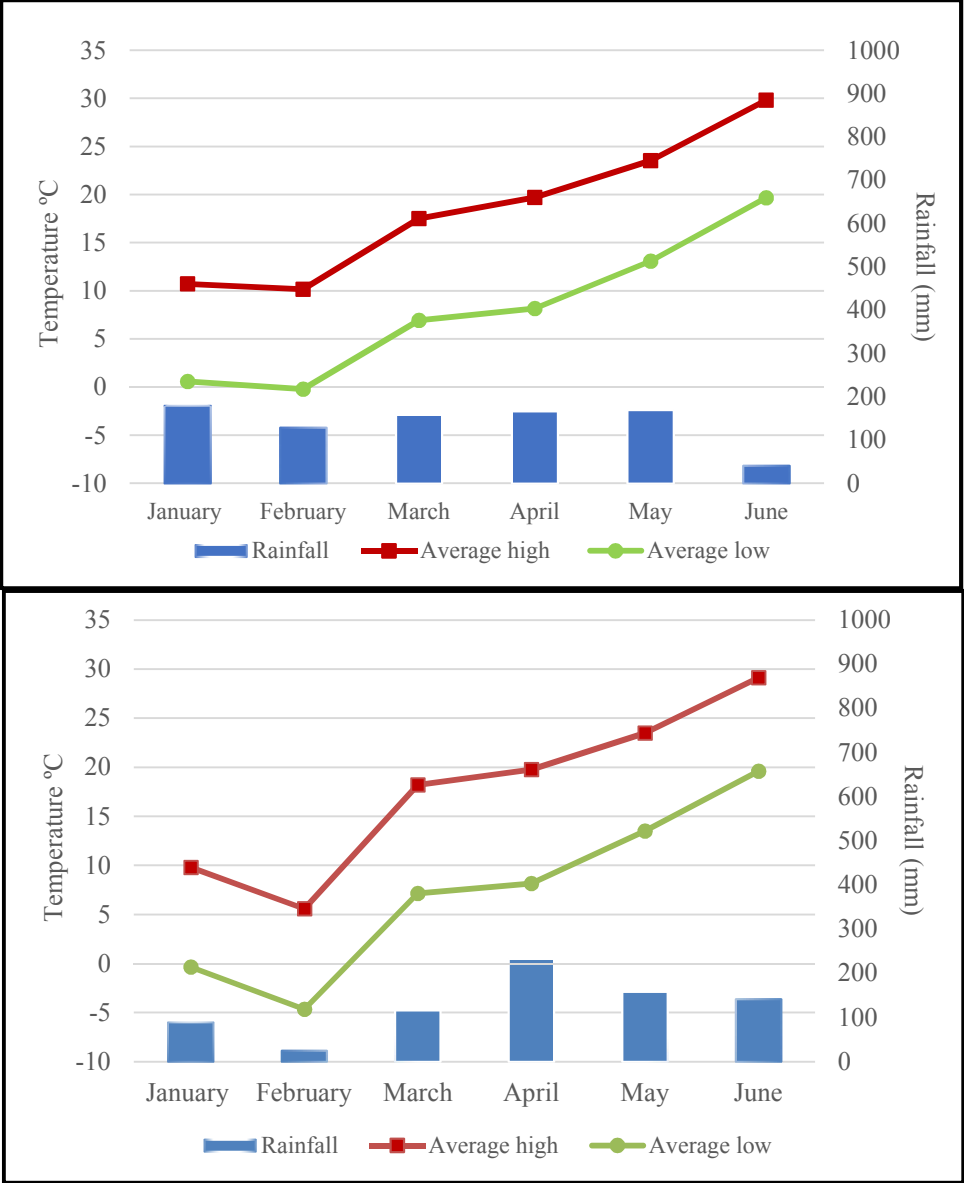 35 1000
30 900
25 800
20 700
15 600
10 500
5 400
0 300
-5 200
-10 100
0
Temperature ºC
Rainfall (mm)
January February March April May June
Rainfall Average high Average low
35 1000
30 900
25 800
20 700
15 600
10 500
5 400
0 300
-5 200
-10 100
0
Temperature ºC
Rainfall (mm)
January February March April May June
Rainfall Average high Average low